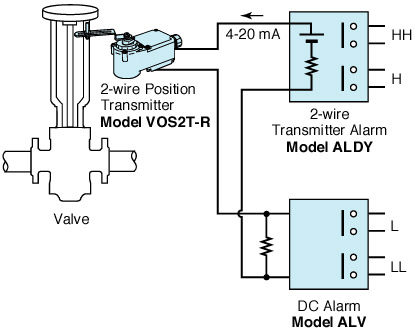 4-20 mA
HH
H
2-wire Position
Transmitter
Model VOS2T-R
2-wire
Transmitter Alarm
Model ALDY
Valve
L
LL
DC Alarm
Model ALV